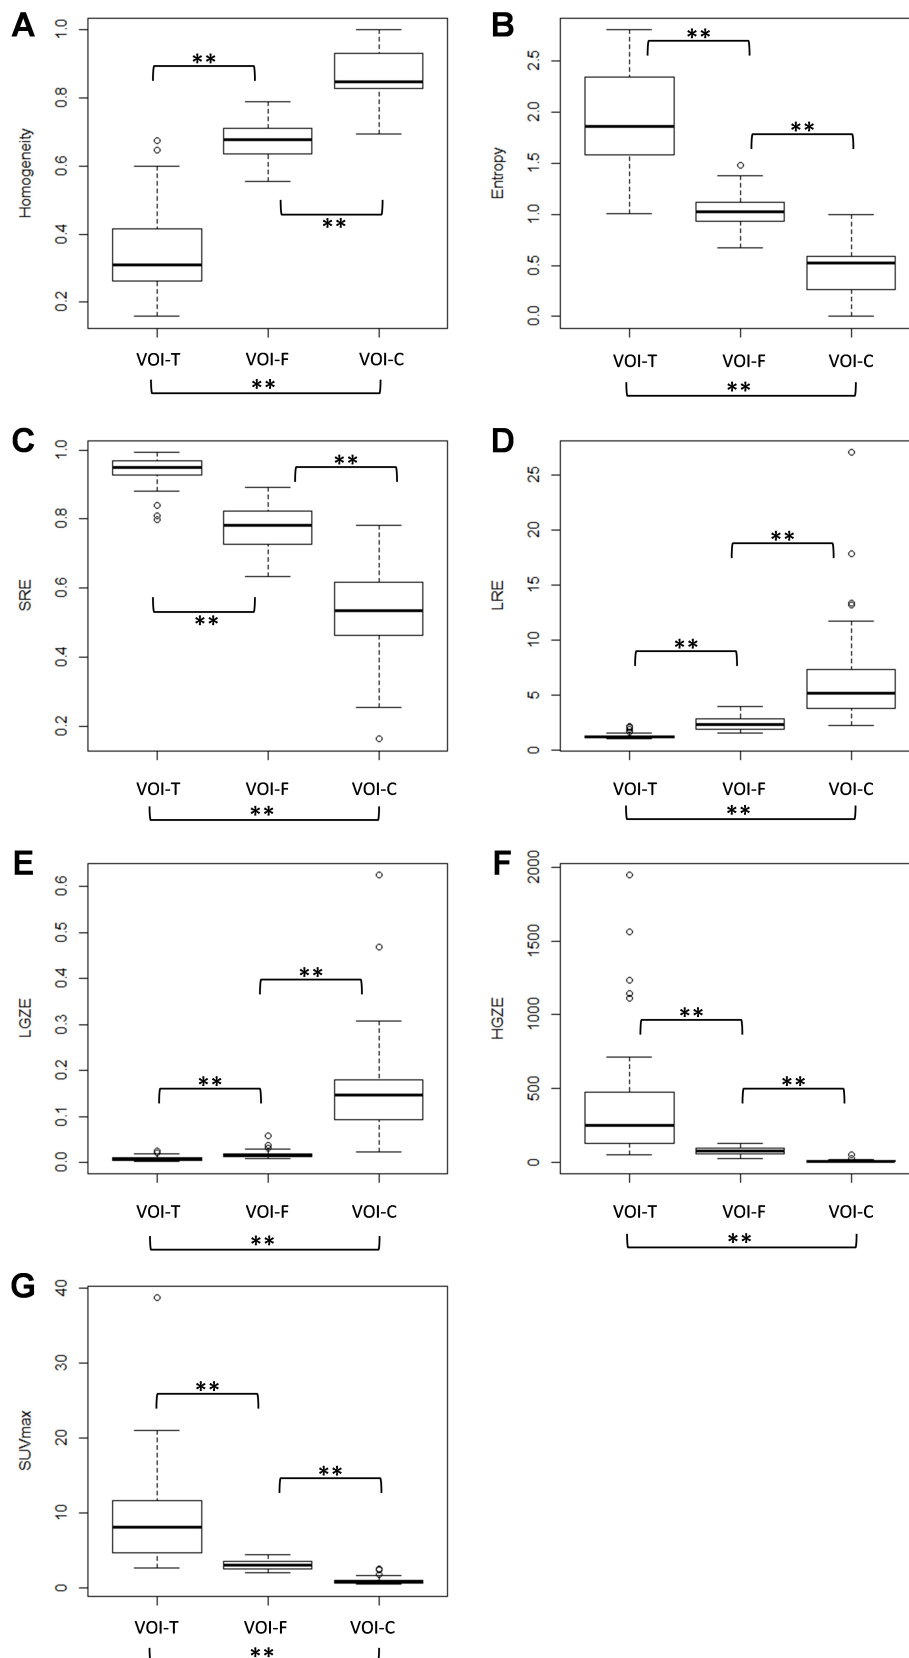 A
B
Homogeneity
1.0
0.8
0.6
0.4
0.2
**
**
VOI-T VOI-F VOI-C
**
Entropy
2.5
2.0
1.5
1.0
0.5
0.0
**
**
VOI-T VOI-F VOI-C
**
C
D
SRE
1.0
0.8
0.6
0.4
0.2
**
**
VOI-T VOI-F VOI-C
**
LRE
25
20
15
10
5
0
**
**
VOI-T VOI-F VOI-C
**
E
F
LGZE
0.6
0.5
0.4
0.3
0.2
0.1
0.0
**
**
VOI-T VOI-F VOI-C
**
HGZE
2000
1500
1000
500
0
**
**
VOI-T VOI-F VOI-C
**
G
SUVmax
40
30
20
10
0
**
**
VOI-T VOI-F VOI-C
**